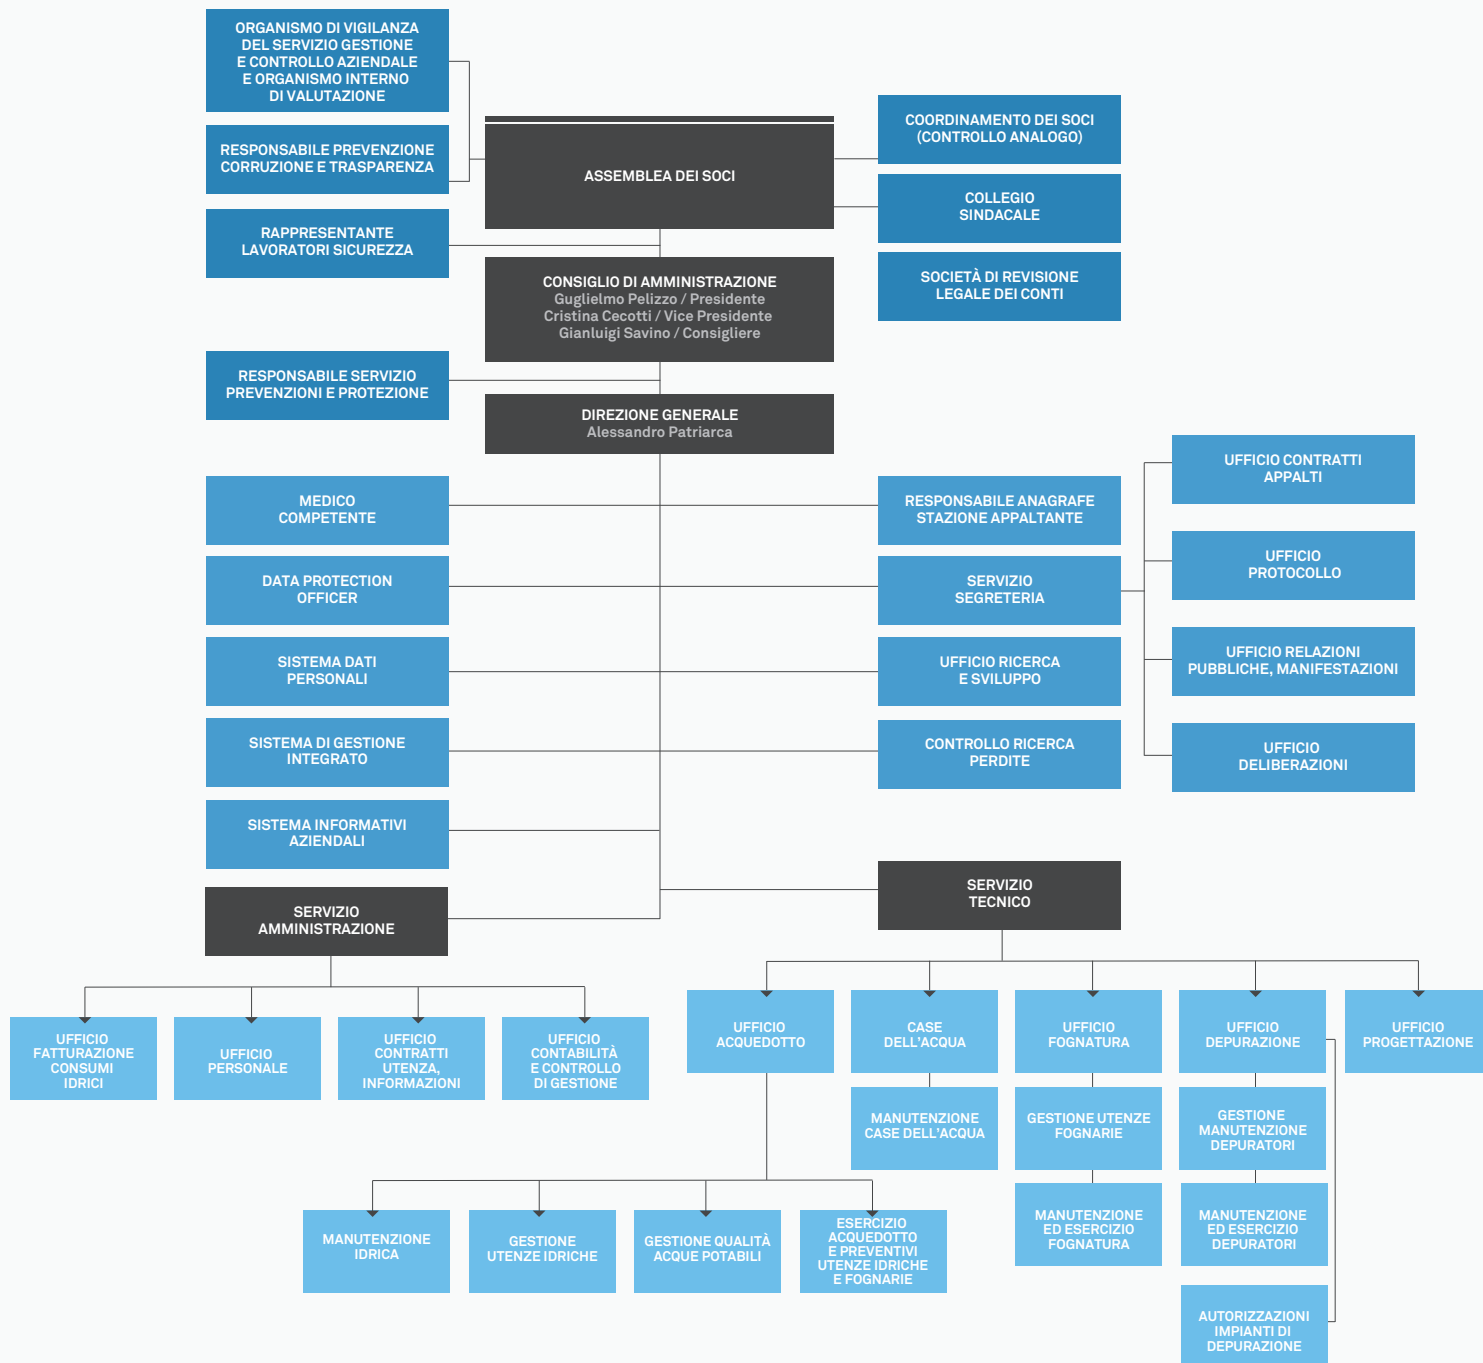 ORGANISMO DI VIGILANZA
DEL SERVIZIO GESTIONE
E CONTROLLO AZIENDALE
E ORGANISMO INTERNO
DI VALUTAZIONE
RESPONSABILE PREVENZIONE
CORRUZIONE E TRASPARENZA
RAPPRESENTANTE
LAVORATORI SICUREZZA
ASSEMBLEA DEI SOCI
COORDINAMENTO DEI SOCI
(CONTROLLO ANALOGO)
COLLEGIO
SINDACALE
SOCIETÀ DI REVISIONE
LEGALE DEI CONTI
CONSIGLIO DI AMMINISTRAZIONE
Guglielmo Pelizzo / Presidente
Cristina Cecotti / Vice Presidente
Gianluigi Savino / Consigliere
RESPONSABILE SERVIZIO
PREVENZIONI E PROTEZIONE
DIREZIONE GENERALE
Alessandro Patriarca
MEDICO
COMPETENTE
DATA PROTECTION
OFFICER
SISTEMA DATI
PERSONALI
SISTEMA DI GESTIONE
INTEGRATO
SISTEMA INFORMATIVI
AZIENDALI
RESPONSABILE ANAGRAFE
STAZIONE APPALTANTE
SERVIZIO
SEGRETERIA
UFFICIO RICERCA
E SVILUPPO
CONTROLLO RICERCA
PERDITE
UFFICIO CONTRATTI
APPALTI
UFFICIO
PROTOCOLLO
UFFICIO RELAZIONI
PUBBLICHE, MANIFESTAZIONI
UFFICIO
DELIBERAZIONI
SERVIZIO
AMMINISTRAZIONE
SERVIZIO
TECNICO
UFFICIO
FATTURAZIONE
CONSUMI
IDRICI
UFFICIO
PERSONALE
UFFICIO
CONTRATTI
UTENZA,
INFORMAZIONI
UFFICIO
CONTABILITÀ
E CONTROLLO
DI GESTIONE
UFFICIO
ACQUEDOTTO
CASE
DELL'ACQUA
UFFICIO
FOGNATURA
UFFICIO
DEPURAZIONE
UFFICIO
PROGETTAZIONE
MANUTENZIONE
CASE DELL'ACQUA
GESTIONE UTENZE
FOGNARIE
GESTIONE
MANUTENZIONE
DEPURATORI
MANUTENZIONE
IDRICA
GESTIONE
UTENZE IDRICHE
GESTIONE QUALITÀ
ACQUE POTABILI
ESERCIZIO
ACQUEDOTTO
E PREVENTIVI
UTENZE IDRICHE
E FOGNARIE
MANUTENZIONE
ED ESERCIZIO
FOGNATURA
MANUTENZIONE
ED ESERCIZIO
DEPURATORI
AUTORIZZAZIONI
IMPIANTI DI
DEPURAZIONE